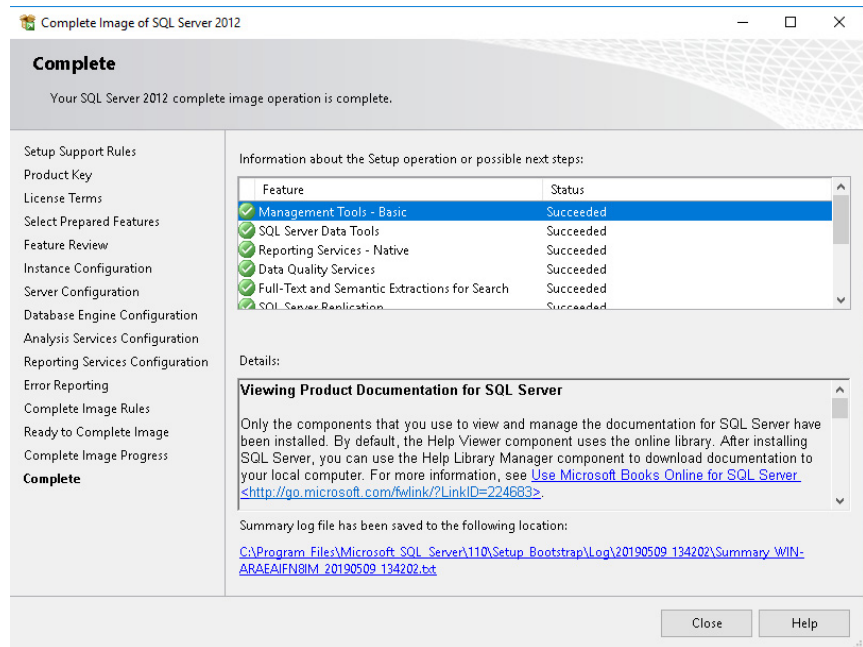 Complete Image of SQL Server 2012
Complete
Your SQL Server 2012 complete image operation is complete.
Setup Support Rules
Product Key
License Terms
Select Prepared Features
Feature Review
Instance Configuration
Server Configuration
Database Engine Configuration
Analysis Services Configuration
Reporting Services Configuration
Error Reporting
Complete Image Rules
Ready to Complete Image
Complete Image Progress
Complete
Information about the Setup operation or possible next steps:
Feature Status
Management Tools - Basic Succeeded
SQL Server Data Tools Succeeded
Reporting Services - Native Succeeded
Data Quality Services Succeeded
Full-Text and Semantic Extractions for Search Succeeded
SQL Server Replication Succeeded
Details:
Viewing Product Documentation for SQL Server
Only the components that you use to view and manage the documentation for SQL Server have
been installed. By default, the Help Viewer component uses the online library. After installing
SQL Server, you can use the Help Library Manager component to download documentation to
your local computer. For more information, see Use Microsoft Books Online for SQL Server
<http://go.microsoft.com/fwlink/?LinkID=224683>.
Summary log file has been saved to the following location:
C:\Program Files\Microsoft SQL Server\110\Setup Bootstrap\Log\20190509_134202\Summary_WIN-
ARAEAIFN8IM_20190509_134202.txt
Close Help